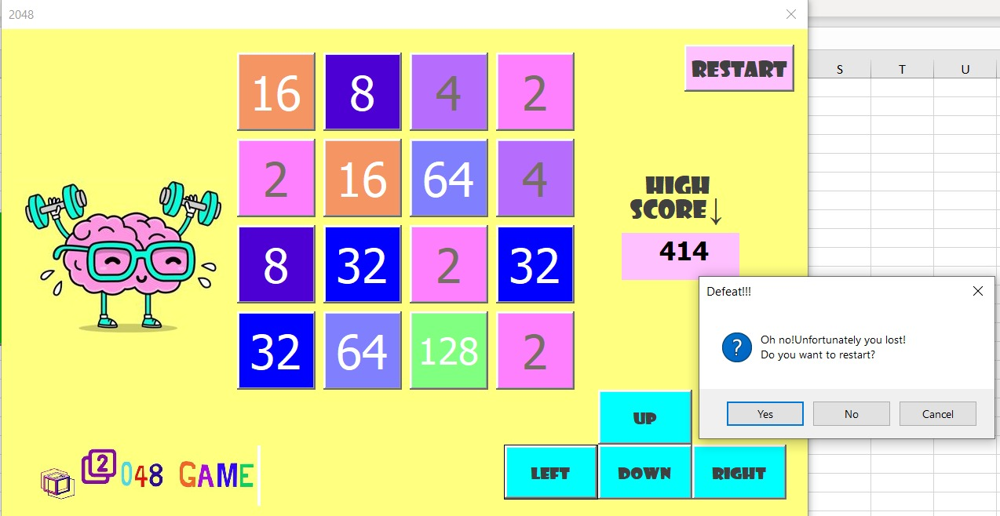 2048
16 8 4 2
2 16 64 4
8 32 2 32
32 64 128 2
RESTART
S T U
HIGH
SCORE↓
414
Defeat!!!
Oh no!Unfortunately you lost!
Do you want to restart?
Yes No Cancel
UP
LEFT DOWN RIGHT
2048 GAME